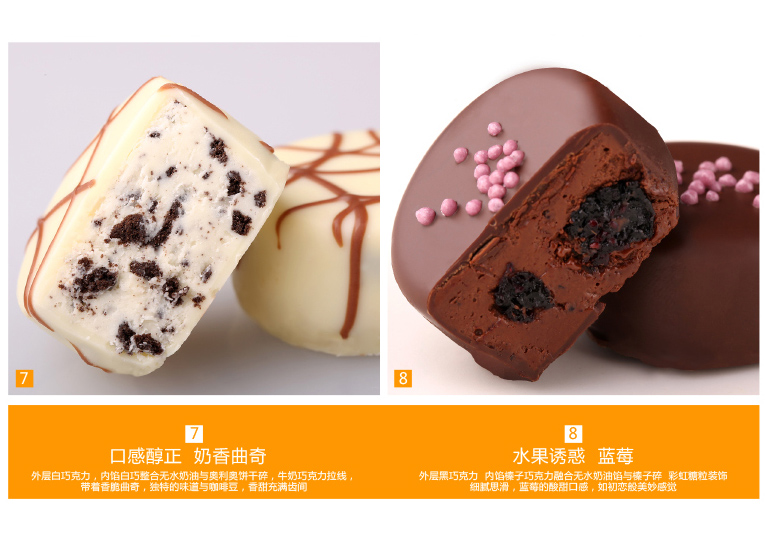 7
8
7
口感醇正 奶香曲奇
外层白巧克力，内馅白巧整合无水奶油与奥利奥饼干碎，牛奶巧克力拉线，
带着香脆曲奇，独特的味道与咖啡豆，香甜充满齿间
8
水果诱惑 蓝莓
外层黑巧克力 内馅榛子巧克力融合无水奶油馅与榛子碎 彩虹糖粒装饰
细腻思滑，蓝莓的酸甜口感，如初恋般美妙感觉